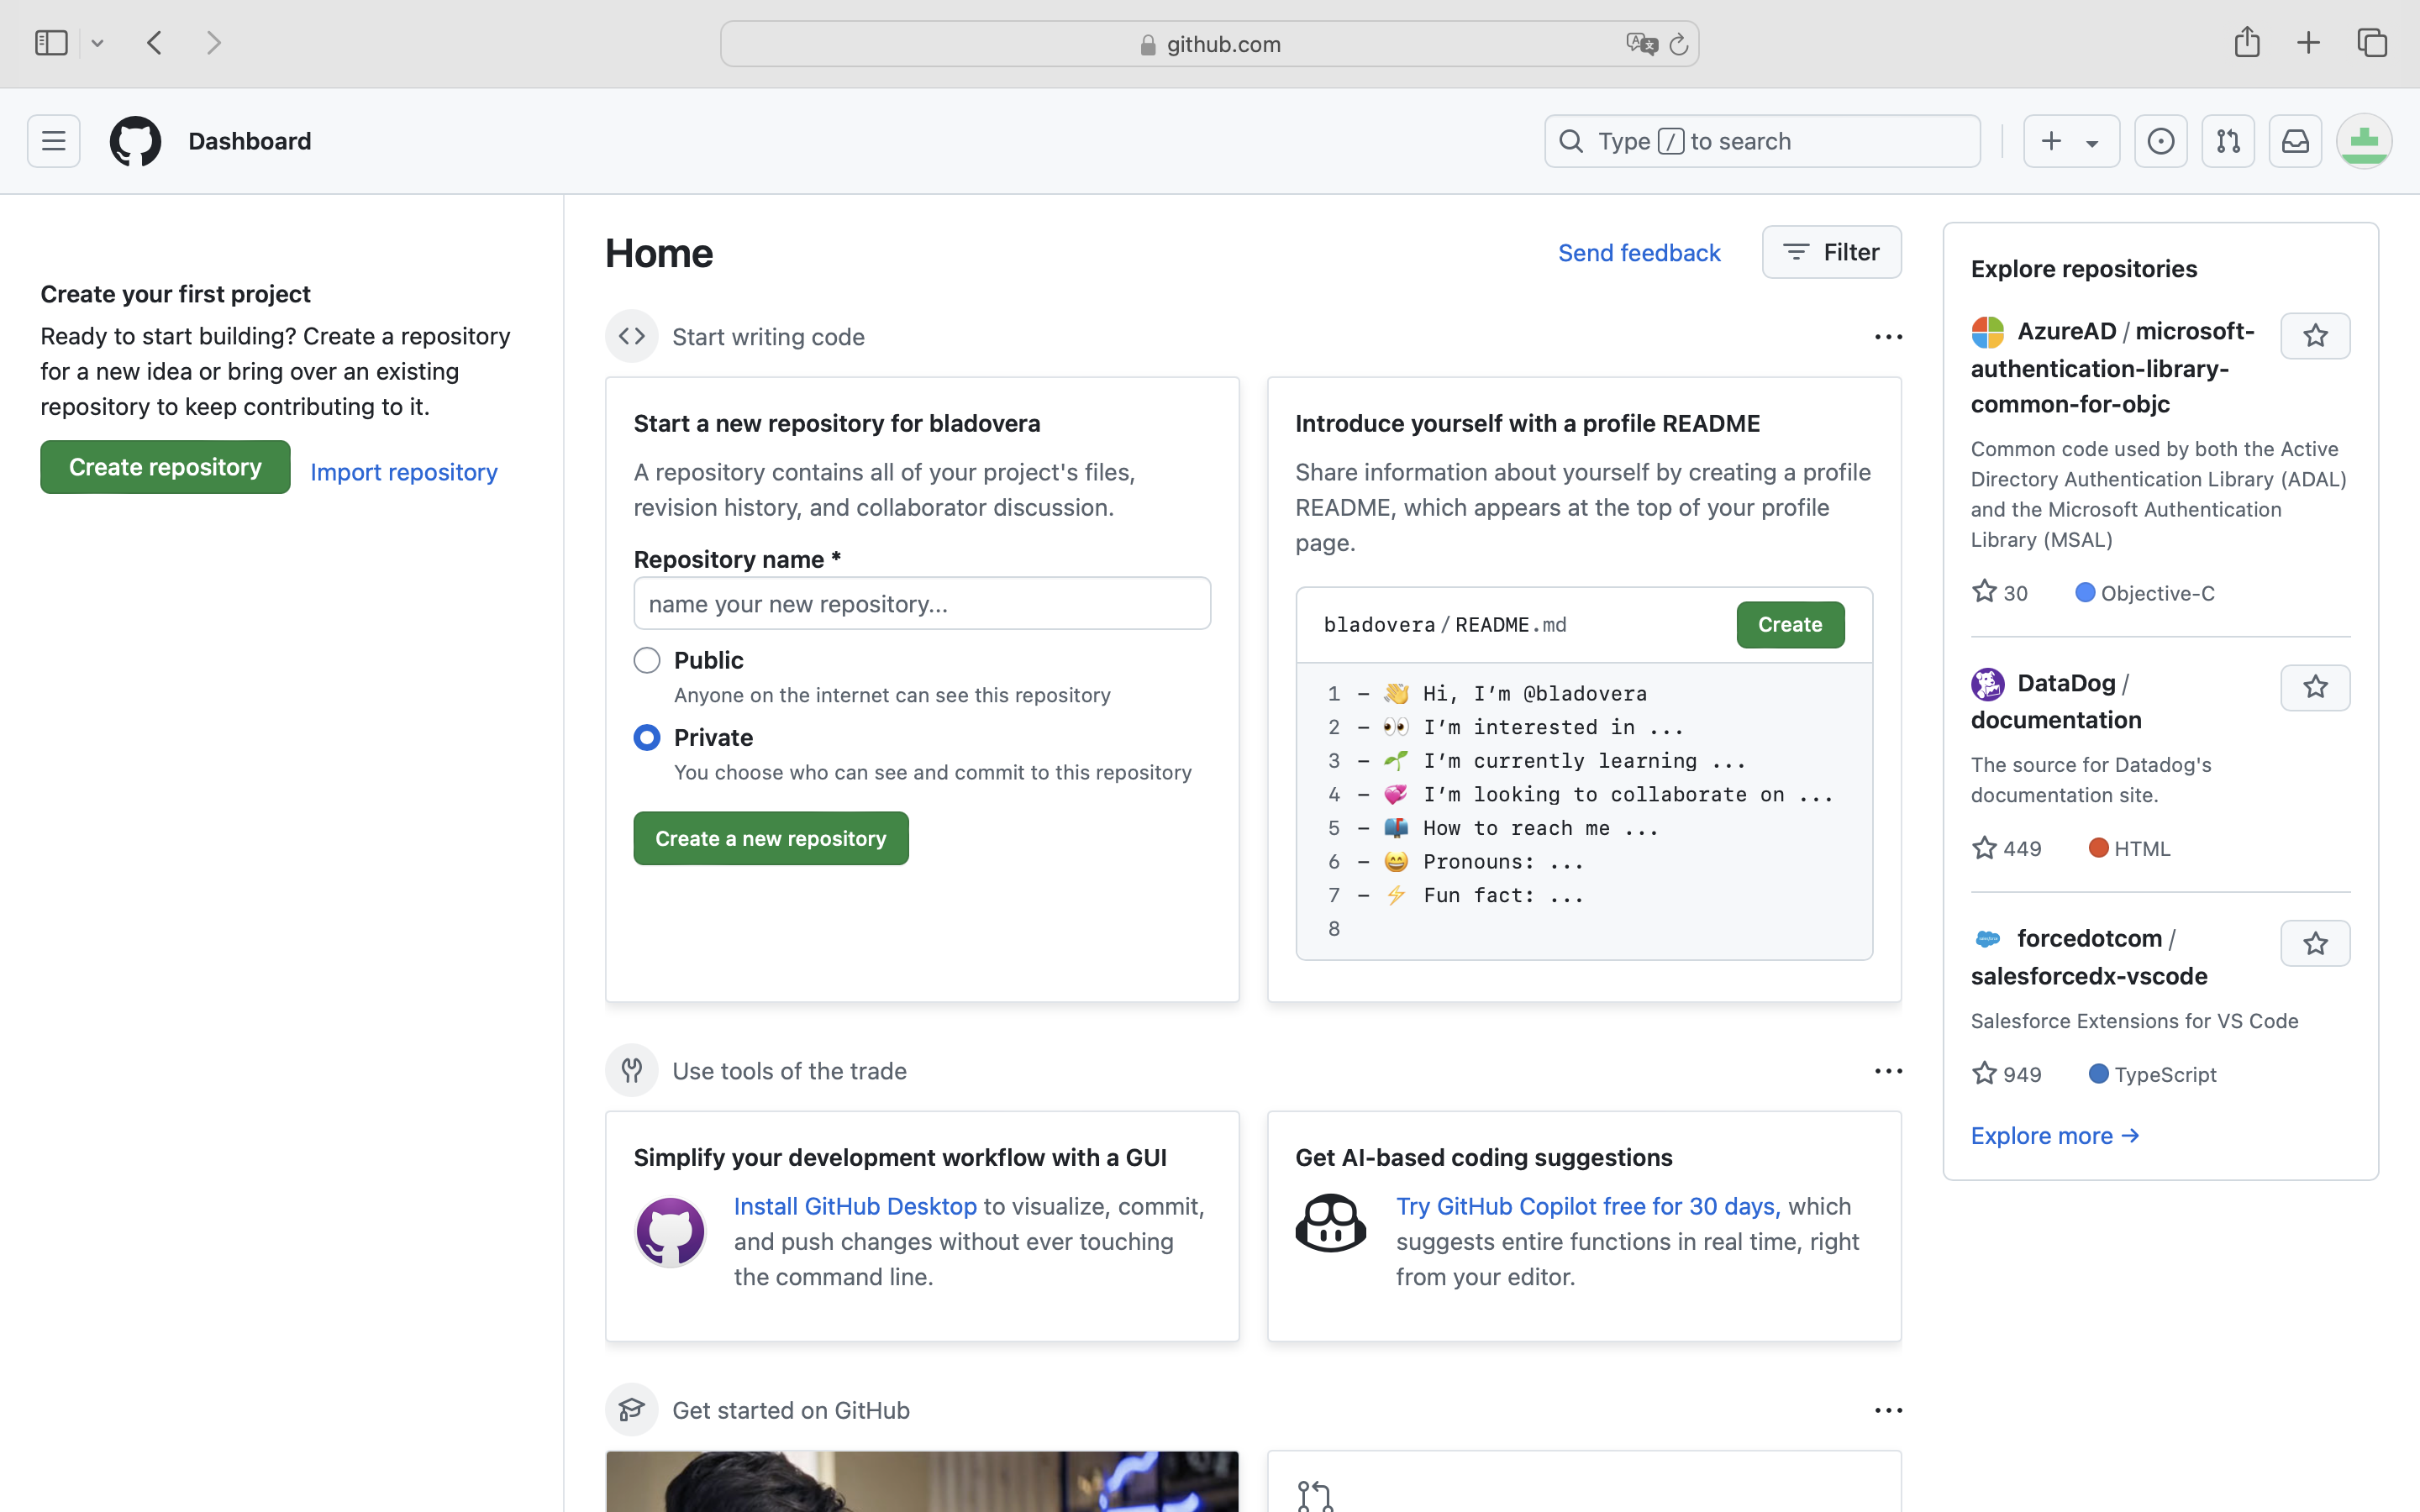 github.com
Dashboard
Type / to search
Create your first project
Ready to start building? Create a repository
for a new idea or bring over an existing
repository to keep contributing to it.
Create repository
Import repository
Home
Send feedback
Filter
Start writing code
Start a new repository for bladovera
A repository contains all of your project's files,
revision history, and collaborator discussion.
Repository name *
name your new repository...
Public
Anyone on the internet can see this repository
Private
You choose who can see and commit to this repository
Create a new repository
Introduce yourself with a profile README
Share information about yourself by creating a profile
README, which appears at the top of your profile
page.
bladovera / README.md
Create
1 - 👋 Hi, I’m @bladovera
2 - 👀 I’m interested in ...
3 - 🌱 I’m currently learning ...
4 - 💞️ I’m looking to collaborate on ...
5 - 📫 How to reach me ...
6 - 😄 Pronouns: ...
7 - ⚡ Fun fact: ...
8
Use tools of the trade
Simplify your development workflow with a GUI
Install GitHub Desktop to visualize, commit,
and push changes without ever touching
the command line.
Get AI-based coding suggestions
Try GitHub Copilot free for 30 days, which
suggests entire functions in real time, right
from your editor.
Get started on GitHub
Explore repositories
AzureAD / microsoft-
authentication-library-
common-for-objc
Common code used by both the Active
Directory Authentication Library (ADAL)
and the Microsoft Authentication
Library (MSAL)
30 Objective-C
DataDog /
documentation
The source for Datadog's
documentation site.
449 HTML
forcedotcom /
salesforcedx-vscode
Salesforce Extensions for VS Code
949 TypeScript
Explore more →